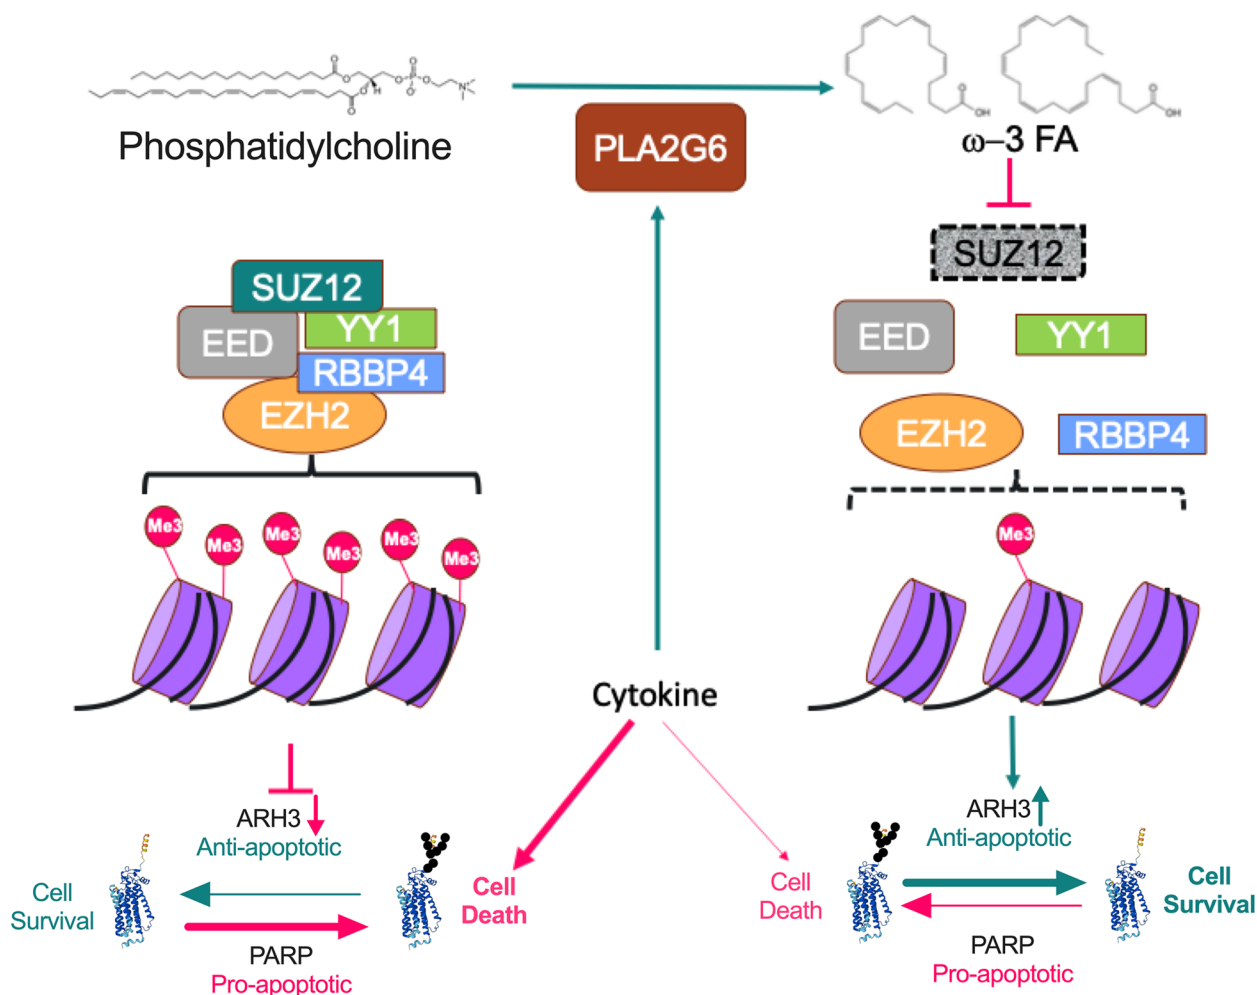 Phosphatidylcholine
PLA2G6
ω–3 FA
O
O
O
O
H
O
P
O
O-
O
N+
O
OH
O
OH
SUZ12
EED
YY1
RBBP4
EZH2
Me3
Me3
Me3
Me3
Me3
Me3
ARH3
Anti-apoptotic
Cell
Survival
Cell
Death
PARP
Pro-apoptotic
Cytokine
SUZ12
EED
YY1
EZH2
RBBP4
Me3
ARH3
Anti-apoptotic
Cell
Death
Cell
Survival
PARP
Pro-apoptotic